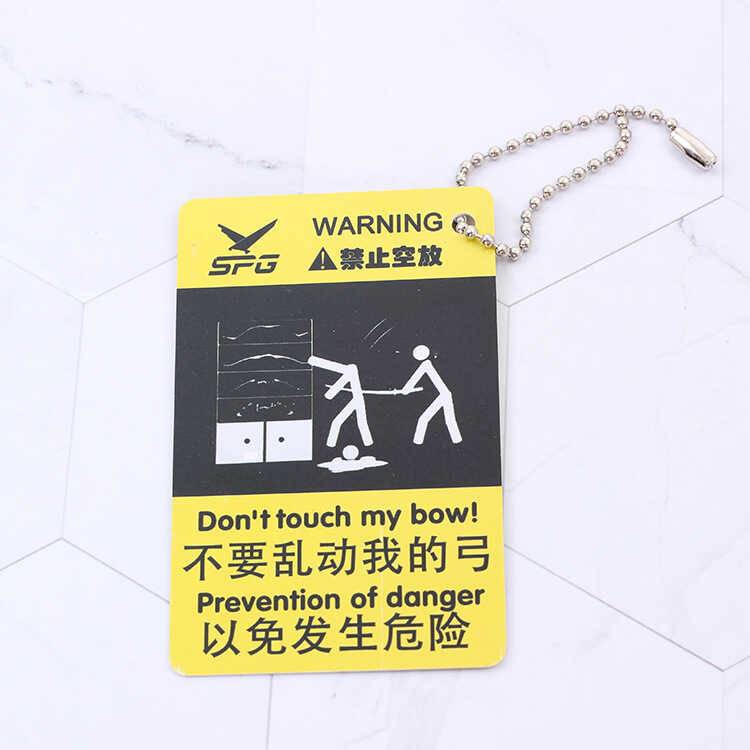 SPG
WARNING
禁止空放
Don't touch my bow!
不要乱动我的弓
Prevention of danger
以免发生危险